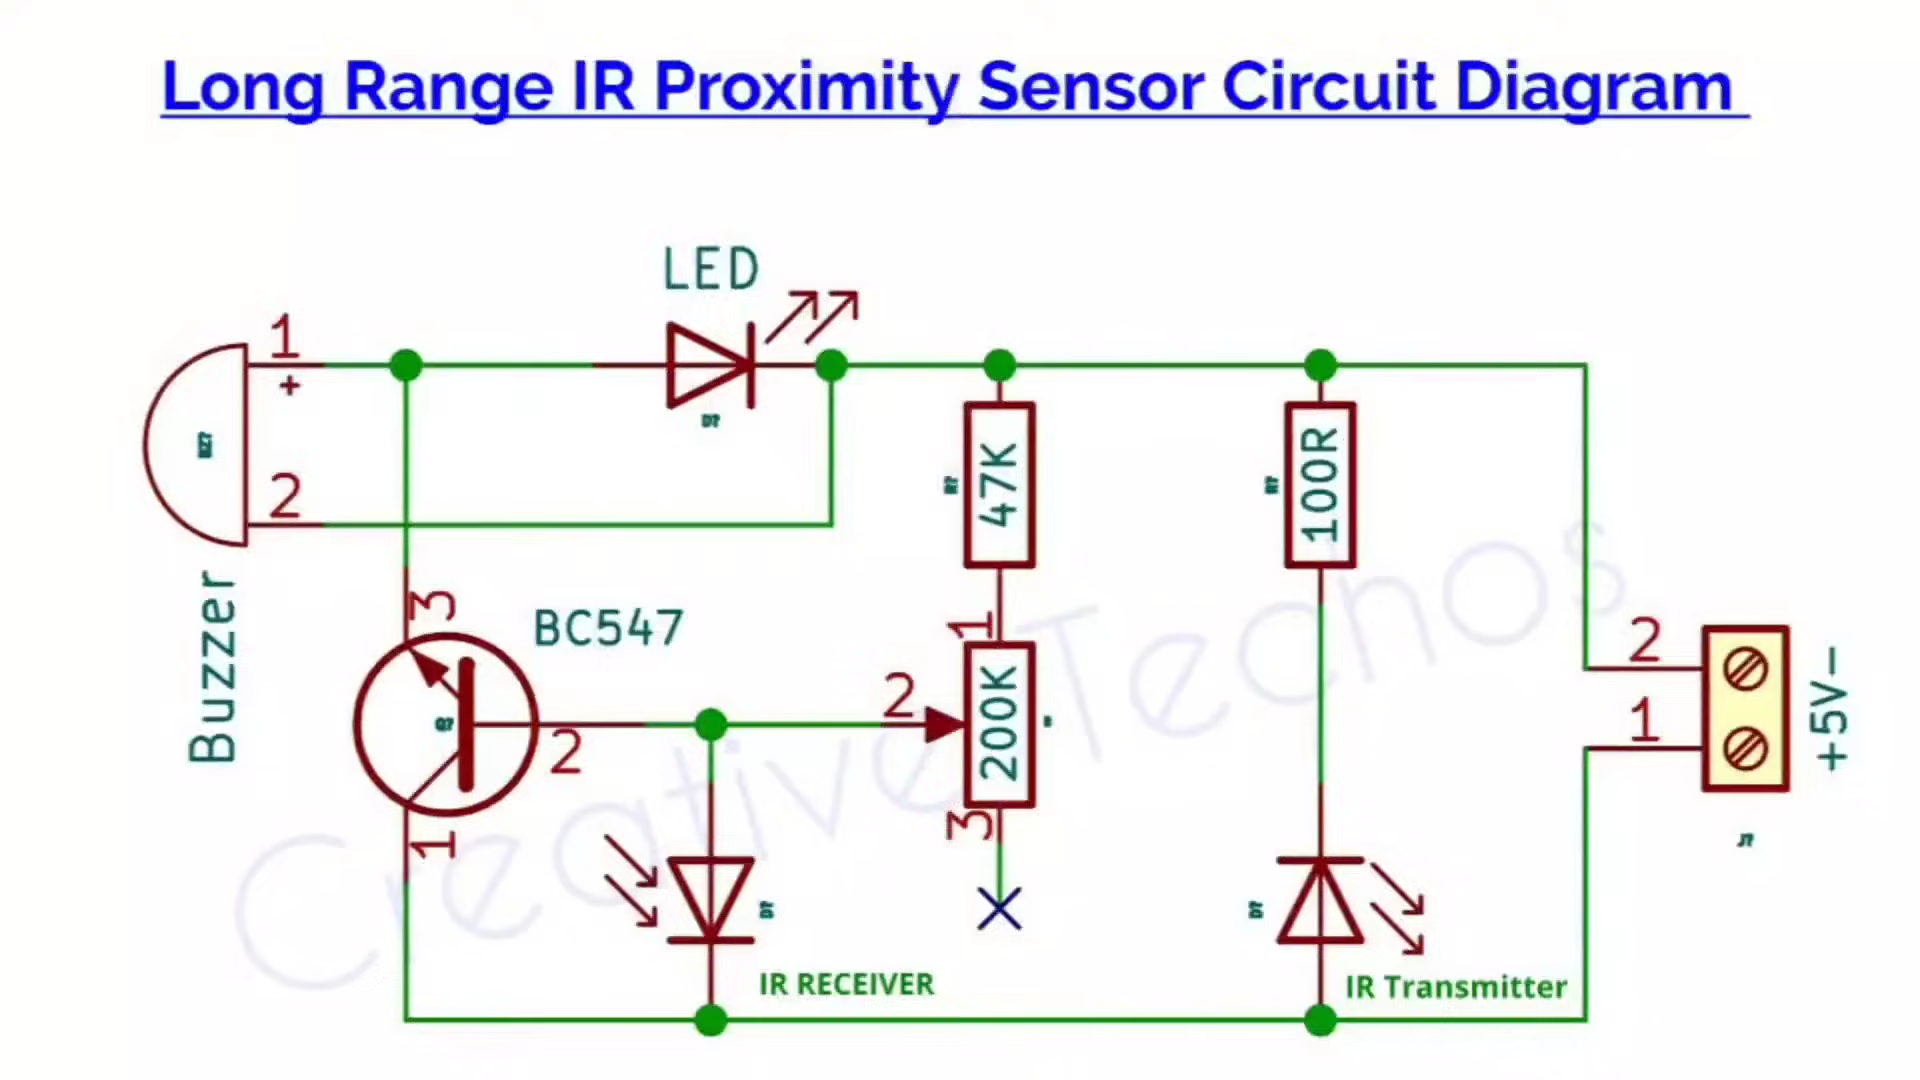 Long Range IR Proximity Sensor Circuit Diagram
LED
1
+
D?
BZ?
2
Buzzer
R?
47K
R?
100R
3
BC547
1
2
Q?
2
200K
3
1
2
1
+5V-
J?
D?
IR RECEIVER
D?
IR Transmitter
Creative Techos